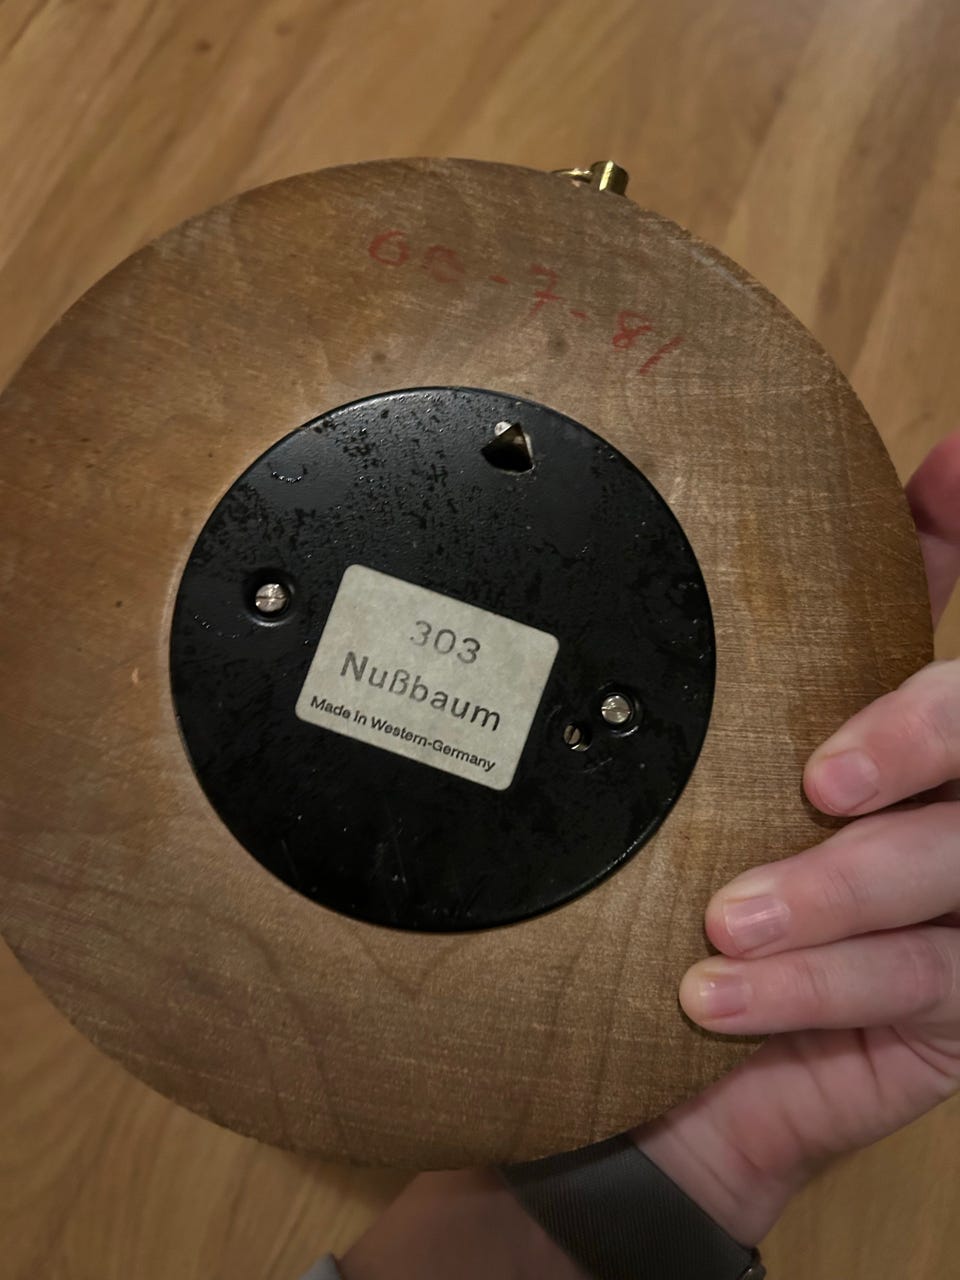 08-7-81
303
Nußbaum
Made in Western-Germany